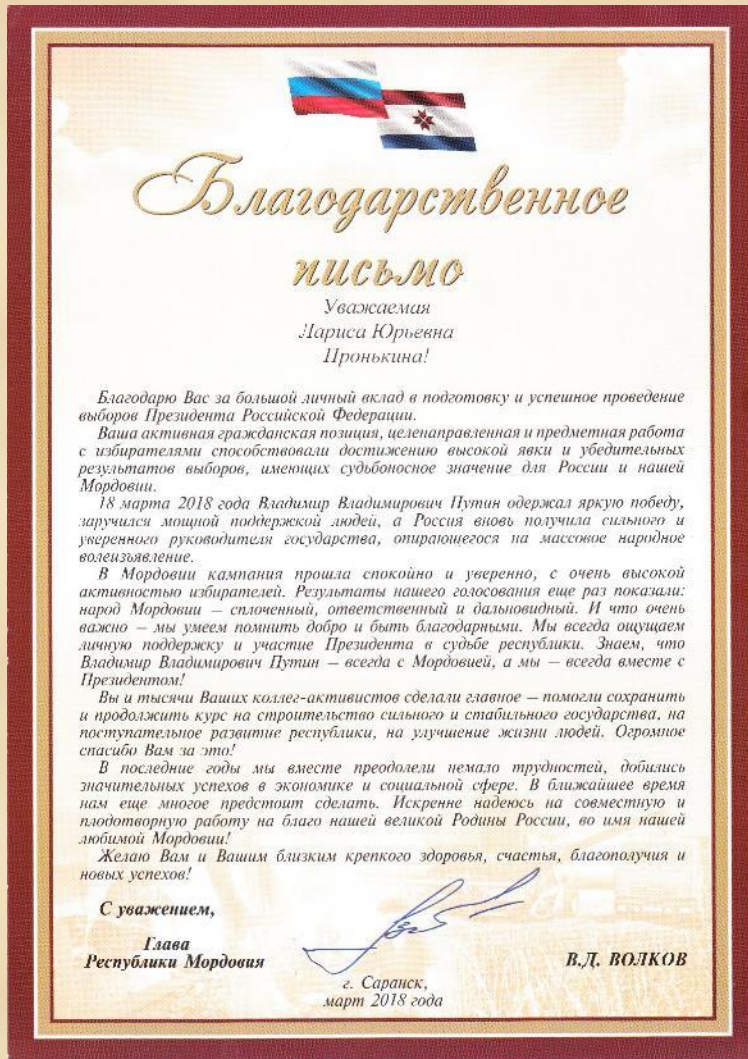 Благодарственное
письмо
Уважаемая
Лариса Юрьевна
Пронькина!
Благодарю Вас за большой личный вклад в подготовку и успешное проведение
выборов Президента Российской Федерации.
Ваша активная гражданская позиция, целенаправленная и предметная работа
с избирателями способствовали достижению высокой явки и убедительных
результатов выборов, имеющих судьбоносное значение для России и нашей
Мордовии.
18 марта 2018 года Владимир Владимирович Путин одержал яркую победу,
заручился мощной поддержкой людей, а Россия вновь получила сильного и
уверенного руководителя государства, опирающегося на массовое народное
волеизъявление.
В Мордовии кампания прошла спокойно и уверенно, с очень высокой
активностью избирателей. Результаты нашего голосования еще раз показали:
народ Мордовии – сплоченный, ответственный и дальновидный. И что очень
важно – мы умеем помнить добро и быть благодарными. Мы всегда ощущаем
личную поддержку и участие Президента в судьбе республики. Знаем, что
Владимир Владимирович Путин – всегда с Мордовией, а мы – всегда вместе с
Президентом!
Вы и тысячи Ваших коллег-активистов сделали главное – помогли сохранить
и продолжить курс на строительство сильного и стабильного государства, на
поступательное развитие республики, на улучшение жизни людей. Огромное
спасибо Вам за это!
В последние годы мы вместе преодолели немало трудностей, добились
значительных успехов в экономике и социальной сфере. В ближайшее время
нам еще многое предстоит сделать. Искренне надеюсь на совместную и
плодотворную работу на благо нашей великой Родины России, во имя нашей
любимой Мордовии!
Желаю Вам и Вашим близким крепкого здоровья, счастья, благополучия и
новых успехов!
С уважением,
Глава
Республики Мордовия
В.Д. ВОЛКОВ
г. Саранск,
март 2018 года